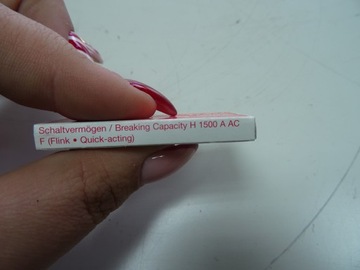 Schaltvermögen / Breaking Capacity H 1500 A AC
F (Flink • Quick-acting)